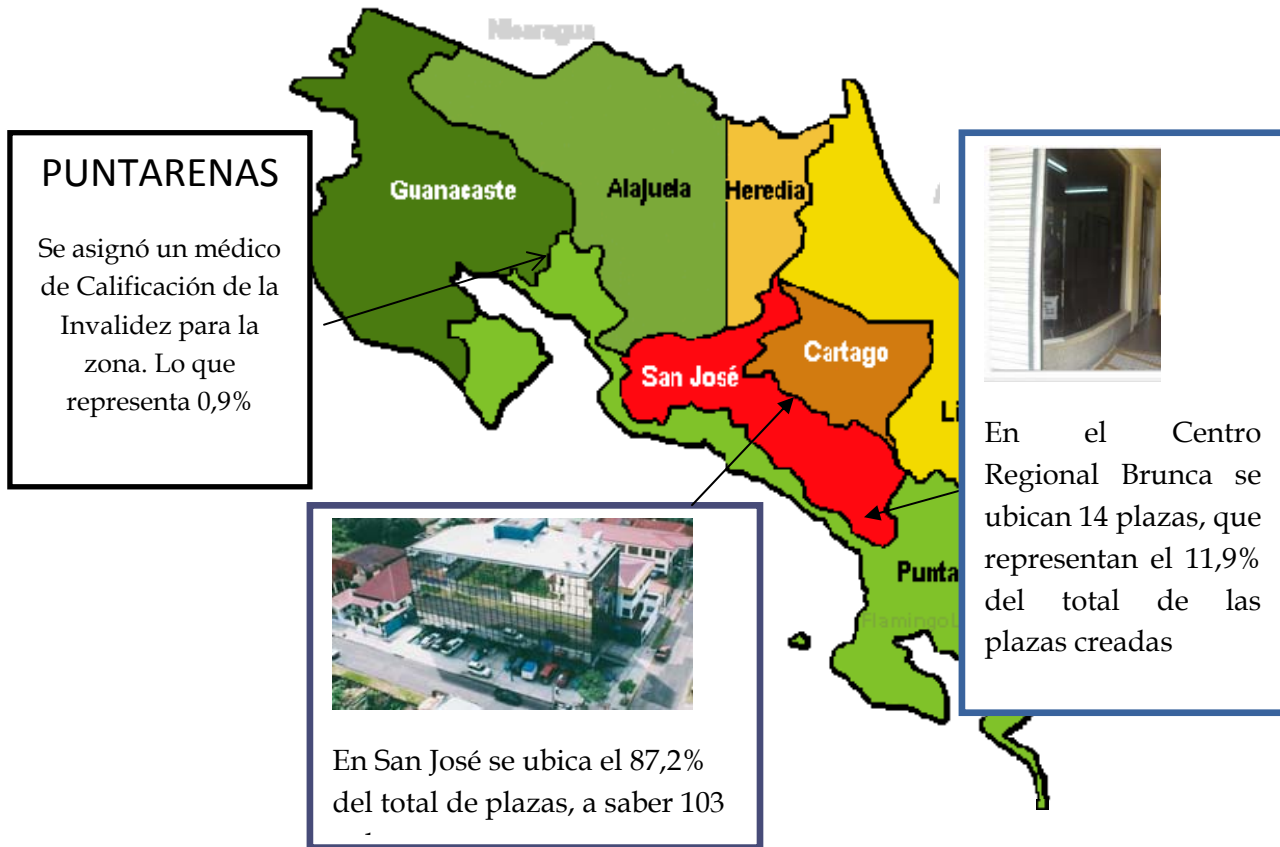 Nicaragua
PUNTARENAS
Se asignó un médico
de Calificación de la
Invalidez para la
zona. Lo que
representa 0,9%
Guanacaste
Alajuela
Heredia
San José
Cartago
Li
Punta
FlamingoL
En el Centro
Regional Brunca se
ubican 14 plazas, que
representan el 11,9%
del total de las
plazas creadas
En San José se ubica el 87,2%
del total de plazas, a saber 103